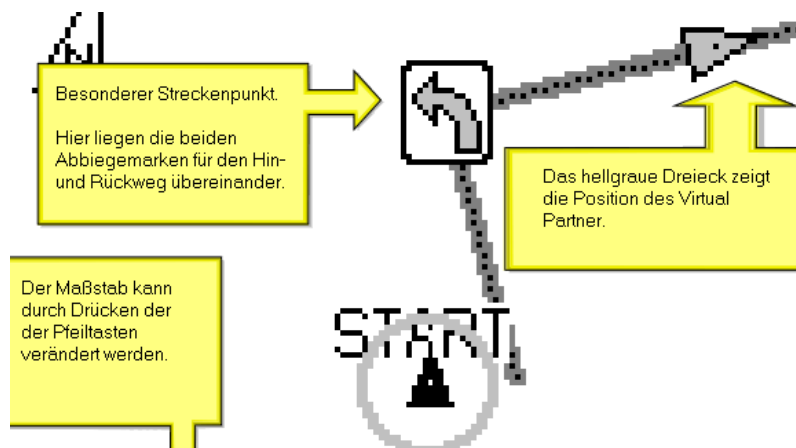 Besonderer Streckenpunkt.
Hier liegen die beiden
Abbiegemarken für den Hin-
und Rückweg übereinander.
Das hellgraue Dreieck zeigt
die Position des Virtual
Partner.
Der Maßstab kann
durch Drücken der
der Pfeiltasten
verändert werden.
START